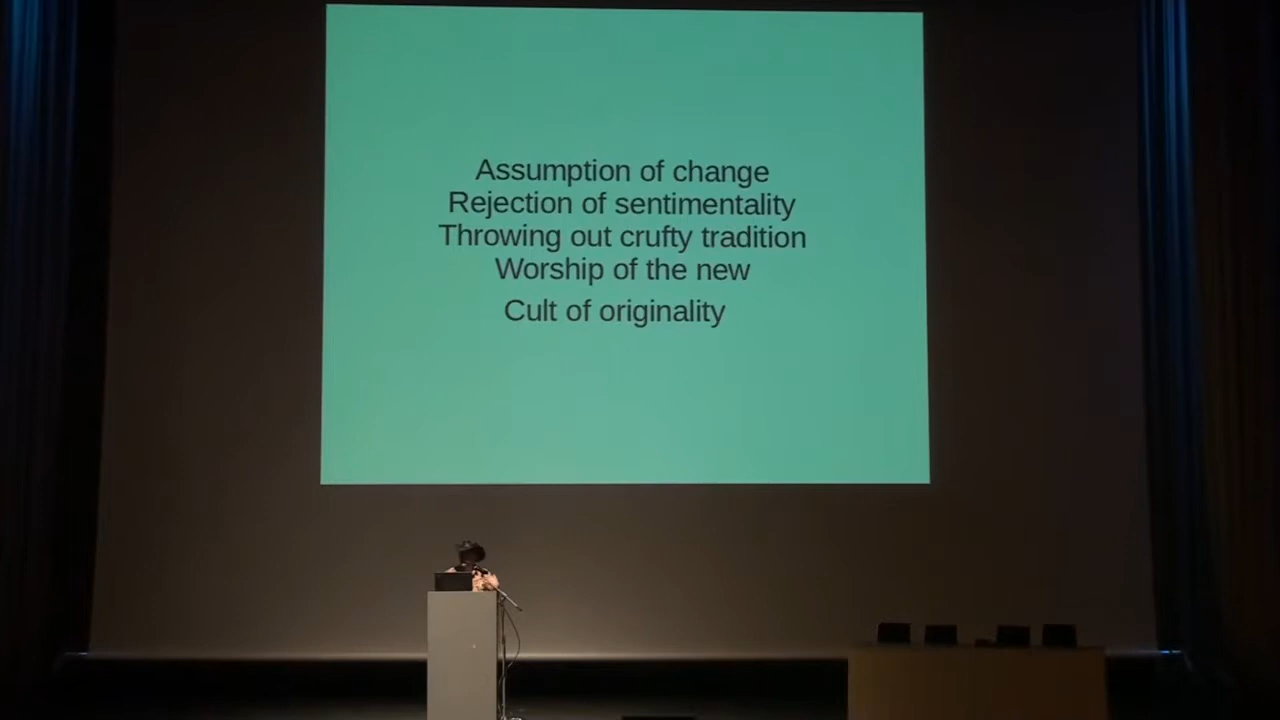 Assumption of change
Rejection of sentimentality
Throwing out crufty tradition
Worship of the new
Cult of originality